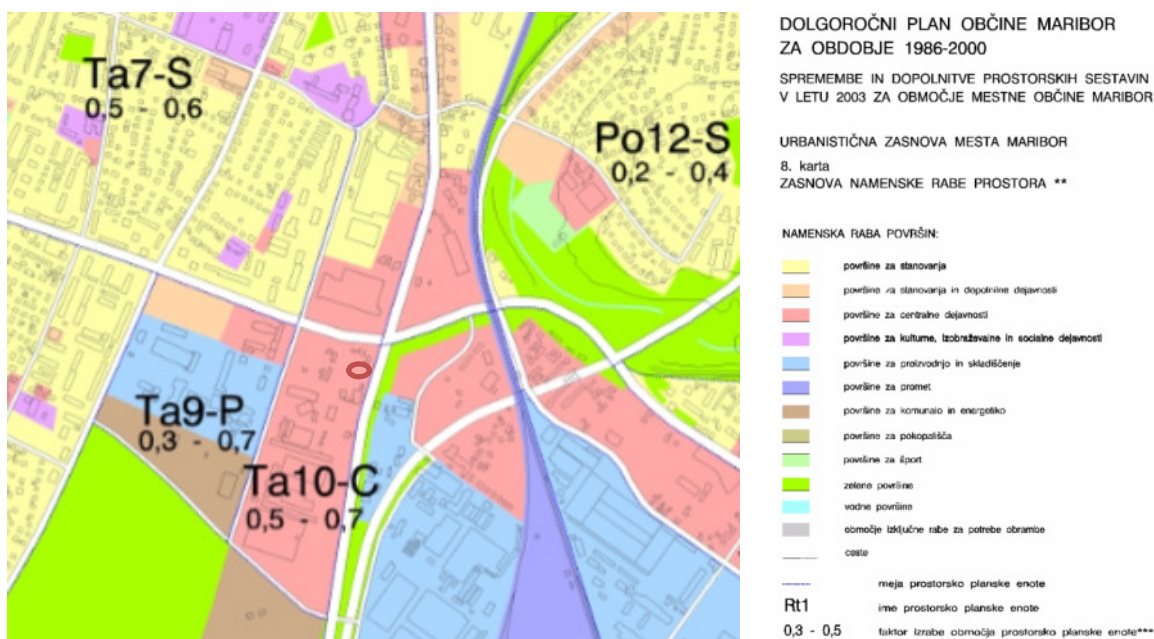 Ta7-S
0,5 - 0,6
Po12-S
0,2 - 0,4
Ta9-P
0,3 - 0,7
Ta10-C
0,5 - 0,7
DOLGOROČNI PLAN OBČINE MARIBOR
ZA OBDOBJE 1986-2000
SPREMEMBE IN DOPOLNITVE PROSTORSKIH SESTAVIN
V LETU 2003 ZA OBMOČJE MESTNE OBČINE MARIBOR
URBANISTIČNA ZASNOVA MESTA MARIBOR
8. karta
ZASNOVA NAMENSKE RABE PROSTORA **
NAMENSKA RABA POVRŠIN:
površine za stanovanja
površine za stanovanja in dopolnilne dejavnosti
površine za centralne dejavnosti
površine za kulturne, izobraževalne in socialne dejavnosti
površine za proizvodnjo in skladiščenje
površine za promet
površine za komunalo in energetiko
površine za pokopališča
površine za šport
zelene površine
vodne površine
območje izključne rabe za potrebe obrambe
ceste
meja prostorsko planske enote
Rt1 ime prostorsko planske enote
0,3 - 0,5 faktor izrabe območja prostorsko planske enote***